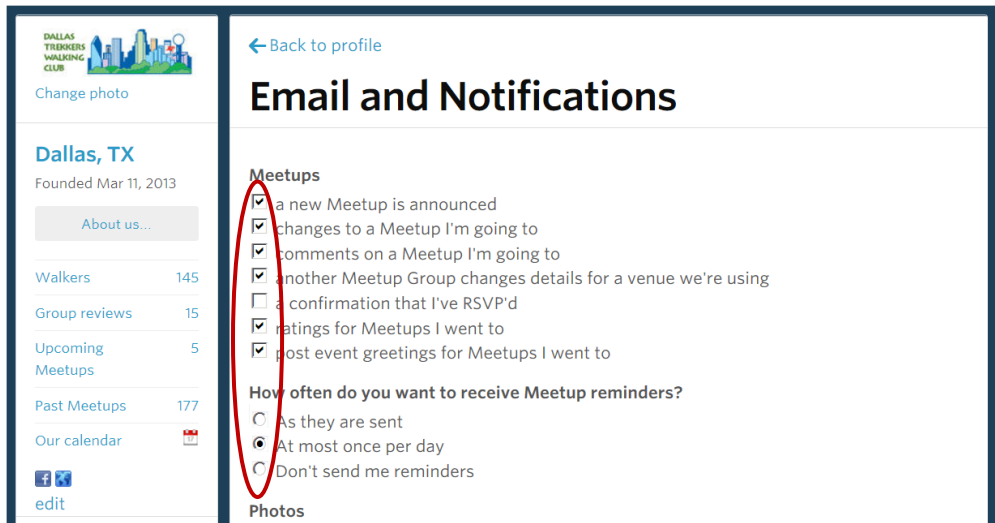 DALLAS
TREKKERS
WALKING
CLUB
Change photo
Dallas, TX
Founded Mar 11, 2013
About us...
Walkers 145
Group reviews 15
Upcoming 5
Meetups
Past Meetups 177
Our calendar
edit
Back to profile
Email and Notifications
Meetups
a new Meetup is announced
changes to a Meetup I'm going to
comments on a Meetup I'm going to
another Meetup Group changes details for a venue we're using
a confirmation that I've RSVP'd
ratings for Meetups I went to
post event greetings for Meetups I went to
How often do you want to receive Meetup reminders?
As they are sent
At most once per day
Don't send me reminders
Photos